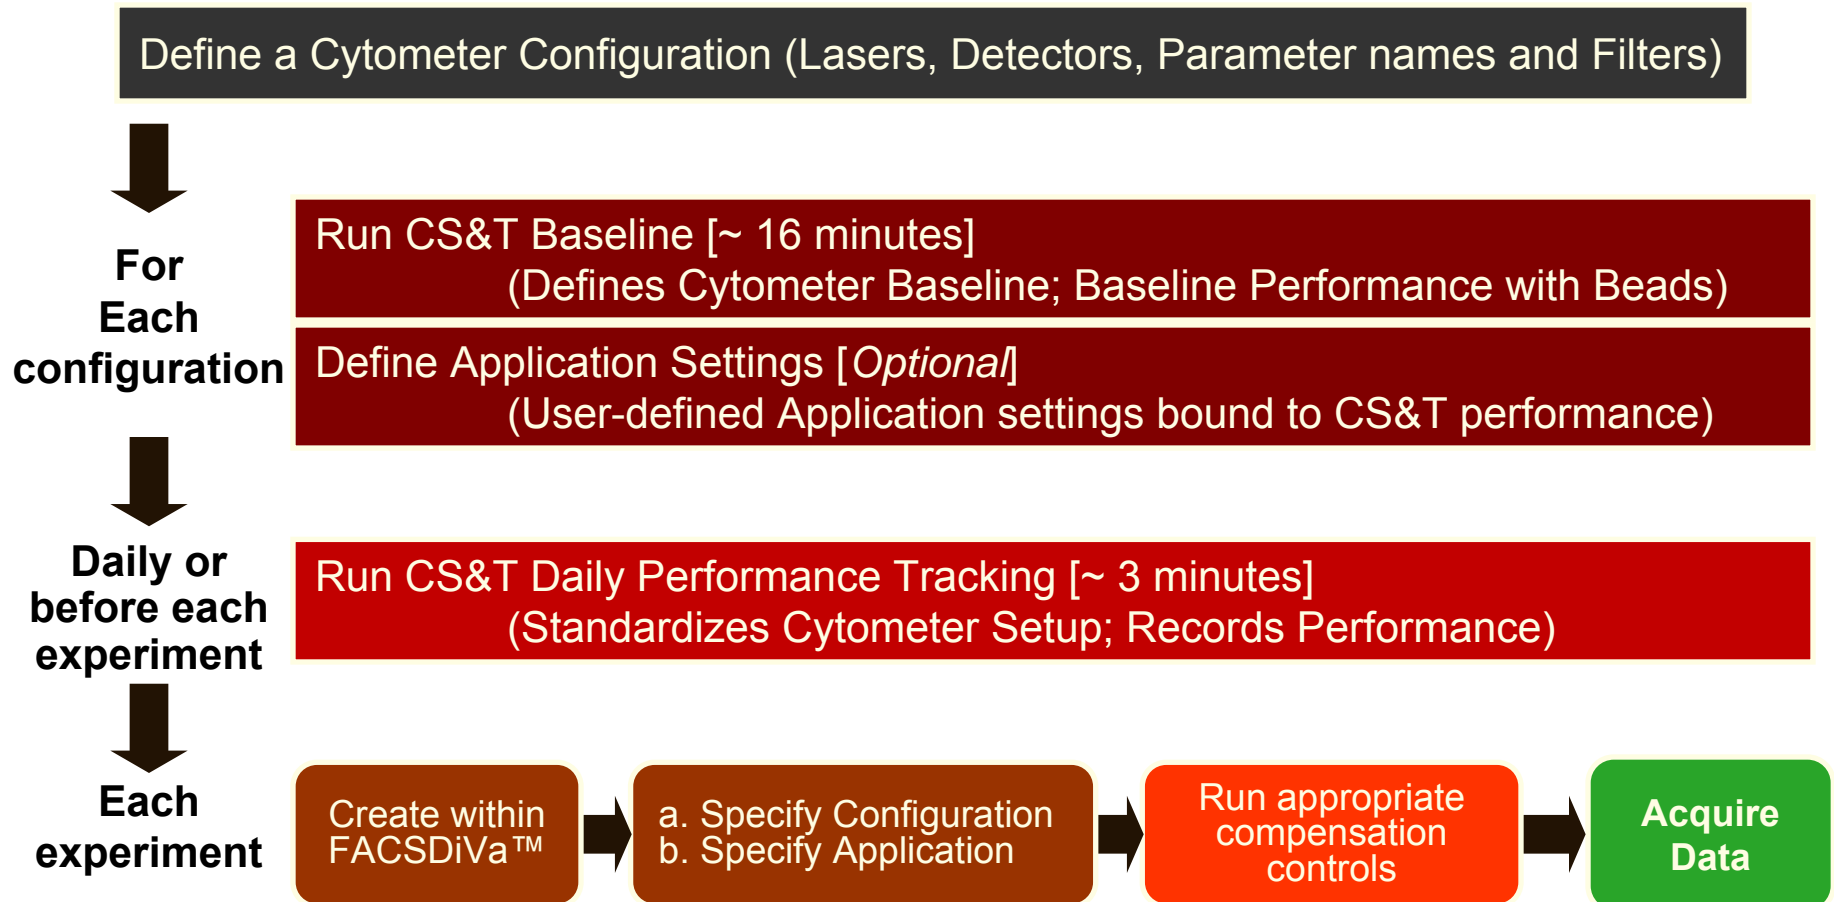 Define a Cytometer Configuration (Lasers, Detectors, Parameter names and Filters)
For
Each
configuration
Run CS&T Baseline [~ 16 minutes]
(Defines Cytometer Baseline; Baseline Performance with Beads)
Define Application Settings [Optional]
(User-defined Application settings bound to CS&T performance)
Daily or
before each
experiment
Run CS&T Daily Performance Tracking [~ 3 minutes]
(Standardizes Cytometer Setup; Records Performance)
Each
experiment
Create within
FACSDiVa™
a. Specify Configuration
b. Specify Application
Run appropriate
compensation
controls
Acquire
Data